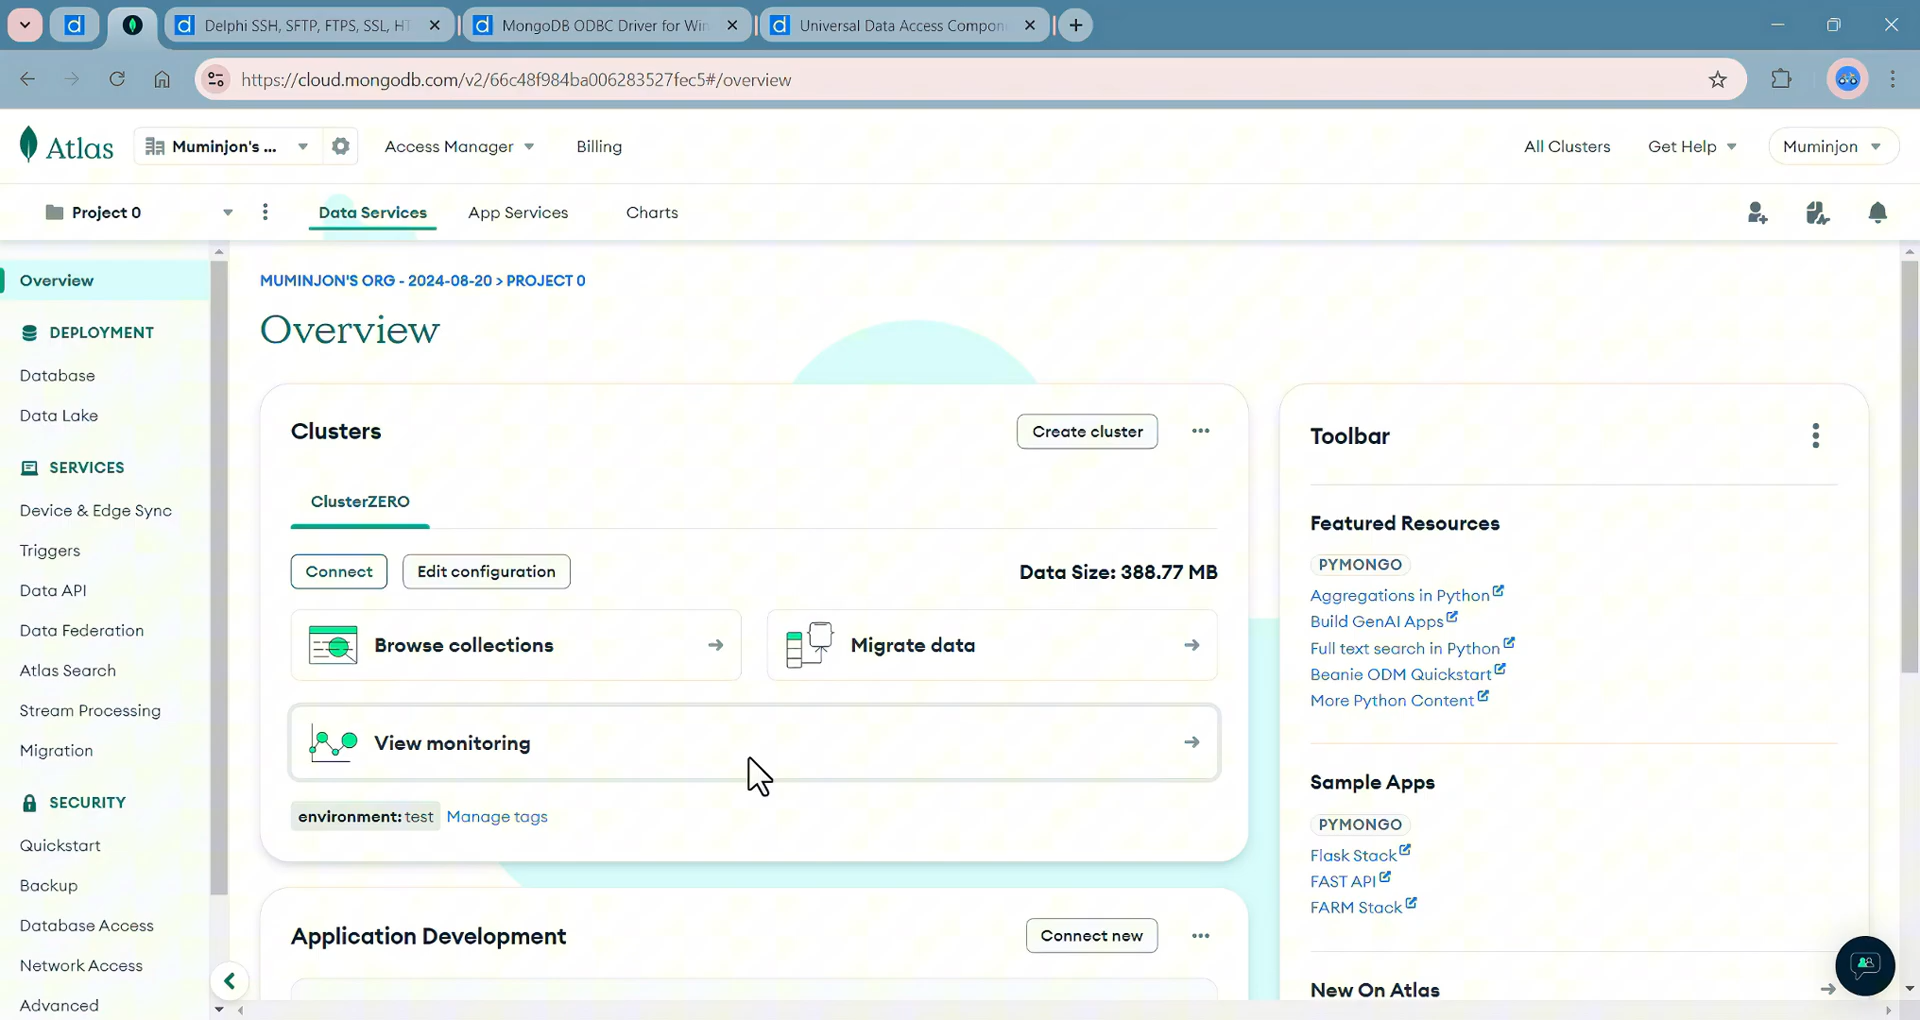 Delphi SSH, SFTP, FTPS, SSL, HT
MongoDB ODBC Driver for Win
Universal Data Access Compon
https://cloud.mongodb.com/v2/66c48f984ba006283527fec5#/overview
Atlas
Muminjon's ...
Access Manager
Billing
All Clusters
Get Help
Muminjon
Project 0
Data Services
App Services
Charts
Overview
DEPLOYMENT
Database
Data Lake
SERVICES
Device & Edge Sync
Triggers
Data API
Data Federation
Atlas Search
Stream Processing
Migration
SECURITY
Quickstart
Backup
Database Access
Network Access
Advanced
MUMINJON'S ORG - 2024-08-20 > PROJECT 0
Overview
Clusters
Create cluster
ClusterZERO
Connect
Edit configuration
Data Size: 388.77 MB
Browse collections
Migrate data
View monitoring
environment: test
Manage tags
Application Development
Connect new
Toolbar
Featured Resources
PYMONGO
Aggregations in Python
Build GenAI Apps
Full text search in Python
Beanie ODM Quickstart
More Python Content
Sample Apps
PYMONGO
Flask Stack
FAST API
FARM Stack
New On Atlas